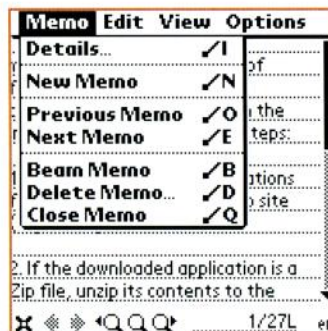 Memo Edit View Options
Details... ⁄I
of
New Memo ⁄N
Previous Memo ⁄O the
Next Memo ⁄E teps:
Beam Memo ⁄B ations
Delete Memo... ⁄D site
Close Memo ⁄Q
2. If the downloaded application is a
Zip file, unzip its contents to the
1/27L